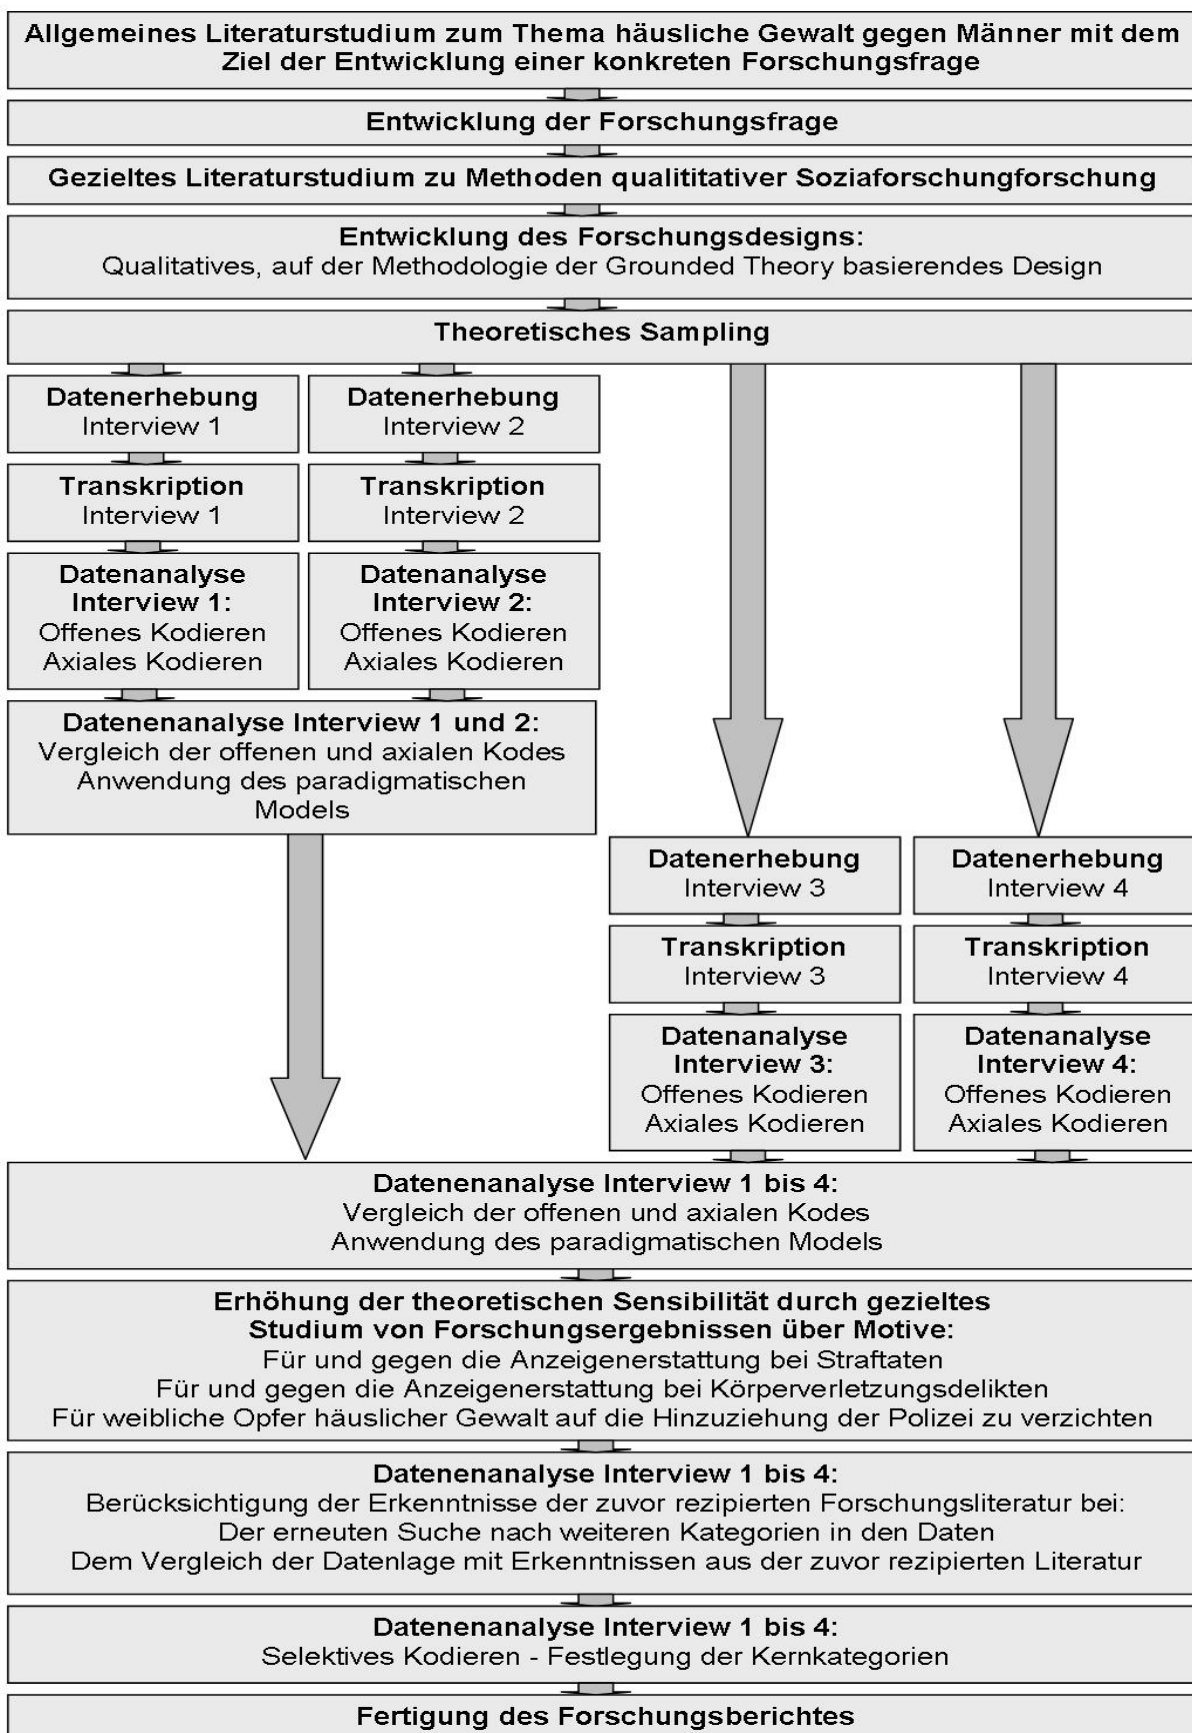 Allgemeines Literaturstudium zum Thema häusliche Gewalt gegen Männer mit dem
Ziel der Entwicklung einer konkreten Forschungsfrage
Entwicklung der Forschungsfrage
Gezieltes Literaturstudium zu Methoden qualititativer Soziaforschungforschung
Entwicklung des Forschungsdesigns:
Qualitatives, auf der Methodologie der Grounded Theory basierendes Design
Theoretisches Sampling
Datenerhebung
Interview 1
Transkription
Interview 1
Datenanalyse
Interview 1:
Offenes Kodieren
Axiales Kodieren
Datenerhebung
Interview 2
Transkription
Interview 2
Datenanalyse
Interview 2:
Offenes Kodieren
Axiales Kodieren
Datenenanalyse Interview 1 und 2:
Vergleich der offenen und axialen Kodes
Anwendung des paradigmatischen
Models
Datenerhebung
Interview 3
Transkription
Interview 3
Datenanalyse
Interview 3:
Offenes Kodieren
Axiales Kodieren
Datenerhebung
Interview 4
Transkription
Interview 4
Datenanalyse
Interview 4:
Offenes Kodieren
Axiales Kodieren
Datenenanalyse Interview 1 bis 4:
Vergleich der offenen und axialen Kodes
Anwendung des paradigmatischen Models
Erhöhung der theoretischen Sensibilität durch gezieltes
Studium von Forschungsergebnissen über Motive:
Für und gegen die Anzeigenerstattung bei Straftaten
Für und gegen die Anzeigenerstattung bei Körperverletzungsdelikten
Für weibliche Opfer häuslicher Gewalt auf die Hinzuziehung der Polizei zu verzichten
Datenenanalyse Interview 1 bis 4:
Berücksichtigung der Erkenntnisse der zuvor rezipierten Forschungsliteratur bei:
Der erneuten Suche nach weiteren Kategorien in den Daten
Dem Vergleich der Datenlage mit Erkenntnissen aus der zuvor rezipierten Literatur
Datenenanalyse Interview 1 bis 4:
Selektives Kodieren - Festlegung der Kernkategorien
Fertigung des Forschungsberichtes